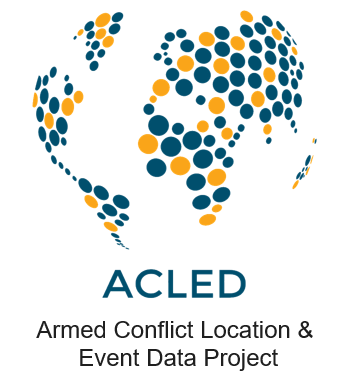 ACLED
Armed Conflict Location &
Event Data Project